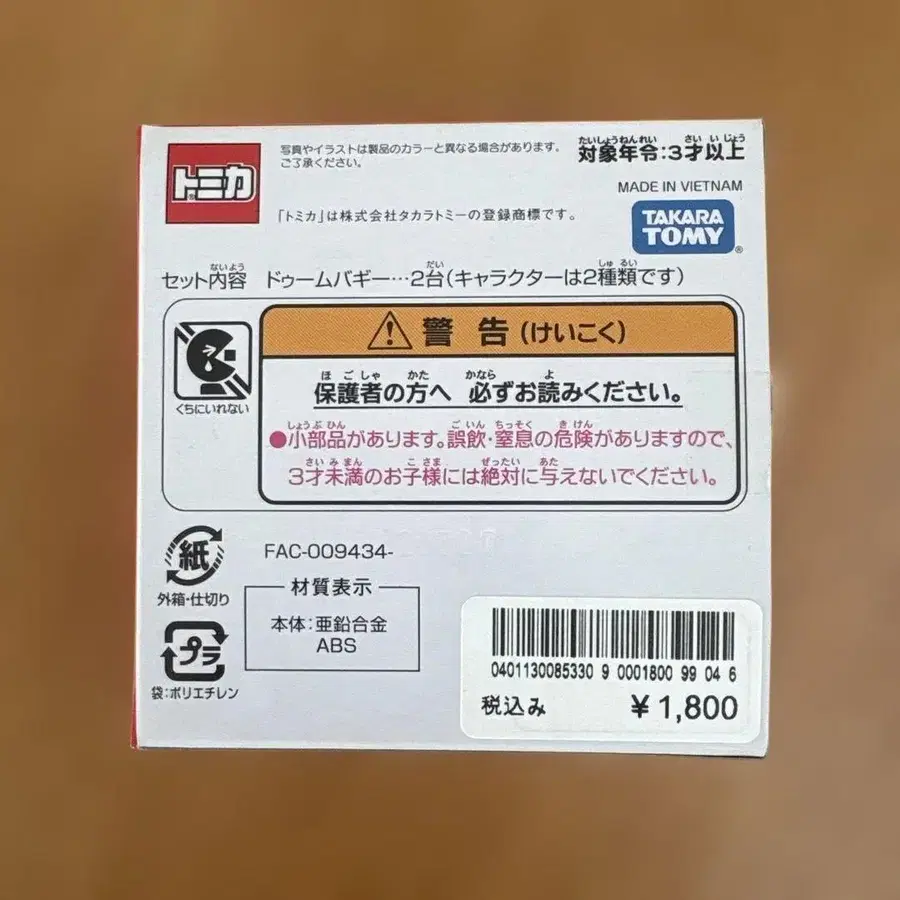 トミカ
写真やイラストは製品のカラーと異なる場合があります。
ご了承ください。
たいしょうねんれい さいいじょう
対象年令:3才以上
MADE IN VIETNAM
「トミカ」は株式会社タカラトミーの登録商標です。
TAKARA
TOMY
ないよう だい しゅるい
セット内容 ドゥームバギー…2台(キャラクターは2種類です)
警告(けいこく)
くちにいれない
ほごしゃ かた かなら よ
保護者の方へ 必ずお読みください。
しょうぶひん ごいん ちっそく きけん
●小部品があります。誤飲・窒息の危険がありますので、
さいみまん こさま ぜったい あた
3才未満のお子様には絶対に与えないでください。
紙
外箱・仕切り
FAC-009434-
材質表示
本体:亜鉛合金
ABS
プラ
袋:ポリエチレン
0401130085330 9 0001800 99 04 6
税込み ¥1,800